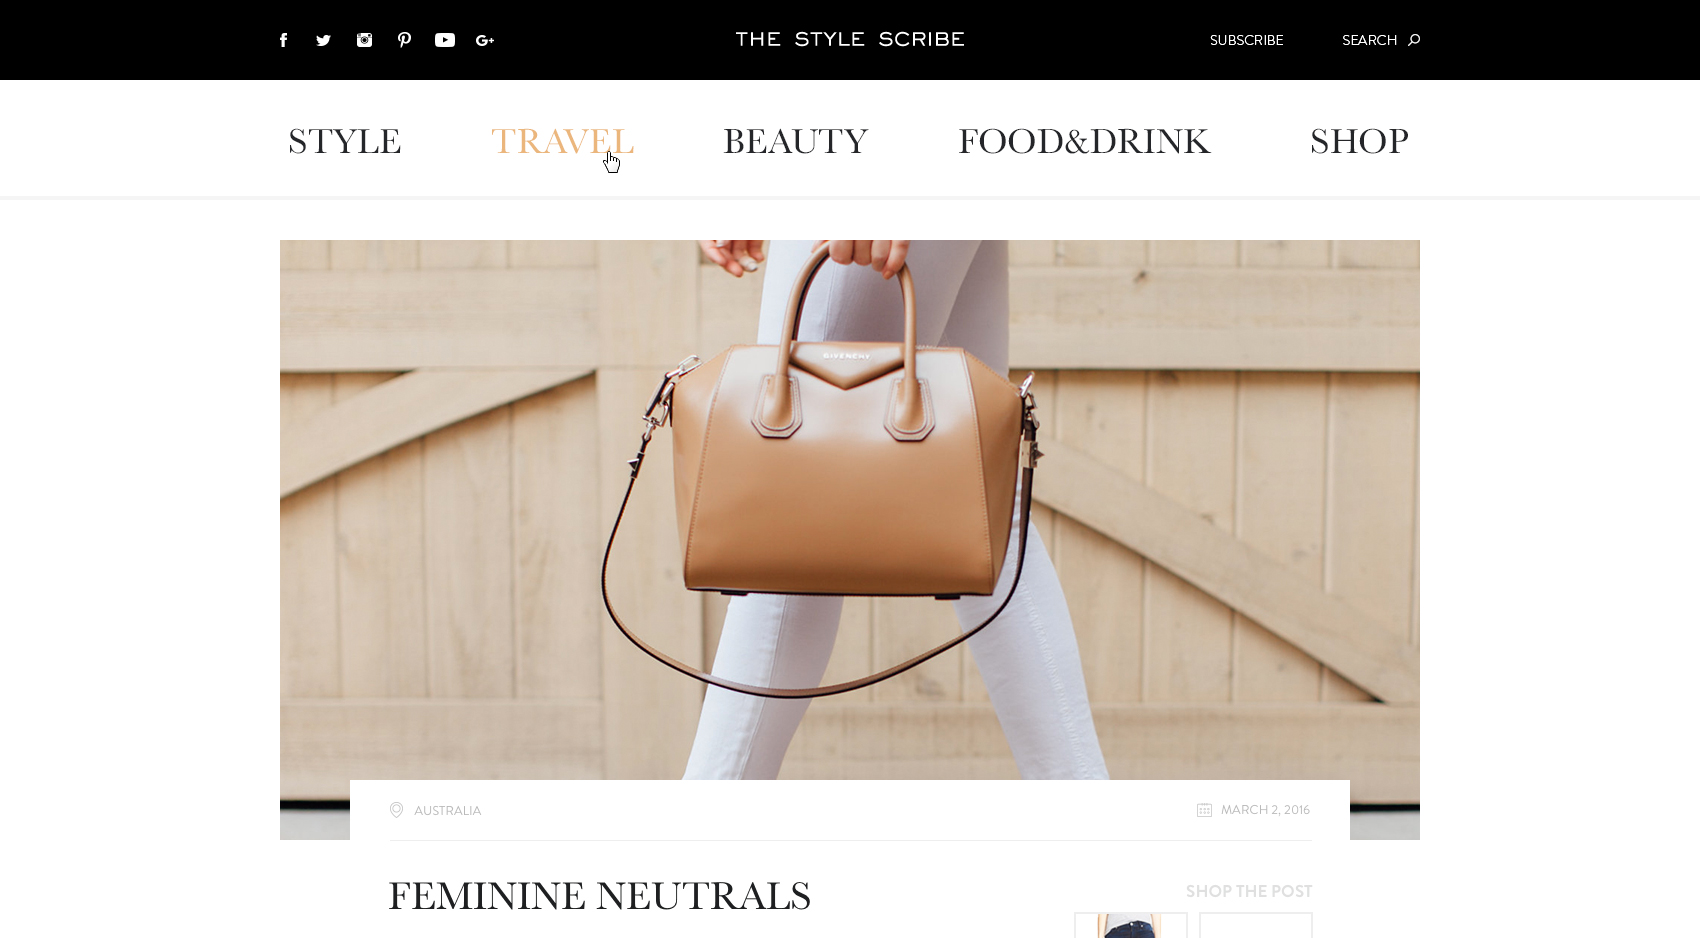 THE STYLE SCRIBE
SUBSCRIBE
SEARCH
STYLE
TRAVEL
BEAUTY
FOOD&DRINK
SHOP
GIVENCHY
AUSTRALIA
MARCH 2, 2016
FEMININE NEUTRALS
SHOP THE POST